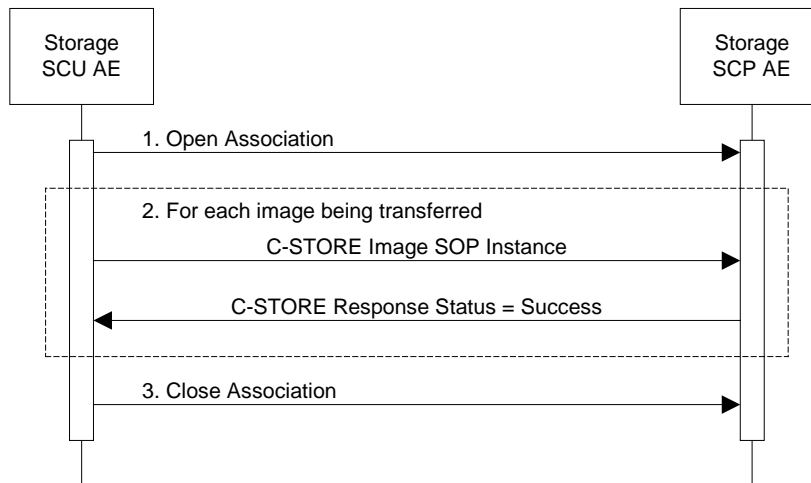 Storage
SCU AE
Storage
SCP AE
1. Open Association
2. For each image being transferred
C-STORE Image SOP Instance
C-STORE Response Status = Success
3. Close Association